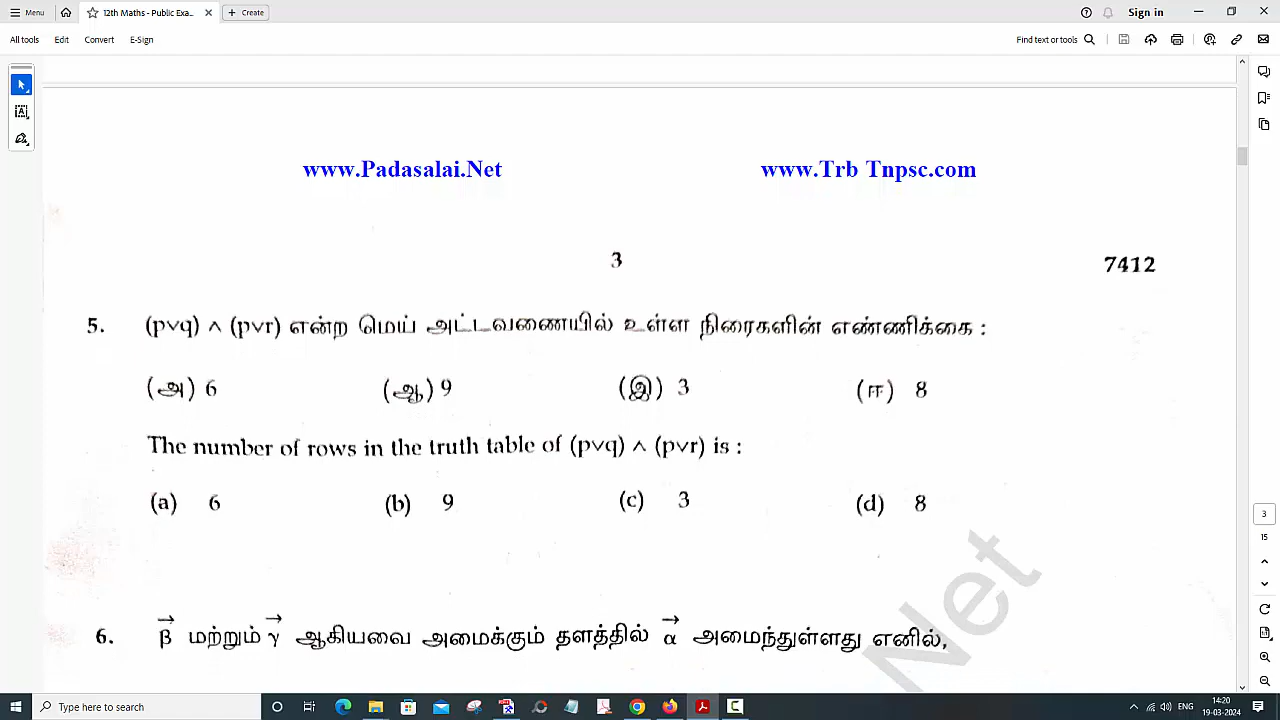 Menu
12th Maths - Public Exa...
+ Create
Sign in
All tools Edit Convert E-Sign
Find text or tools
www.Padasalai.Net www.Trb Tnpsc.com
3
7412
5. (p∨q) ∧ (p∨r) என்ற மெய் அட்டவணையில் உள்ள நிரைகளின் எண்ணிக்கை :
(அ) 6 (ஆ) 9 (இ) 3 (ஈ) 8
The number of rows in the truth table of (p∨q) ∧ (p∨r) is :
(a) 6 (b) 9 (c) 3 (d) 8
3
15
Net
6. β⃗ மற்றும் γ⃗ ஆகியவை அமைக்கும் தளத்தில் α⃗ அமைந்துள்ளது எனில்,
Type here to search
ENG
14:20
19-03-2024